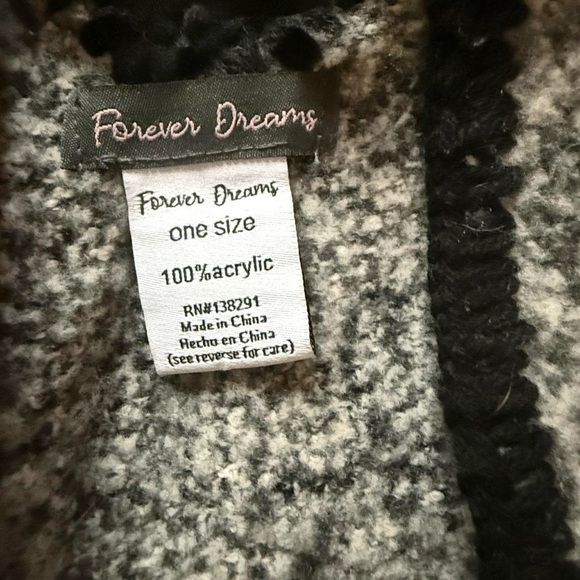 Forever Dreams
Forever Dreams
one size
100%acrylic
RN#138291
Made in China
Hecho en China
(see reverse for care)